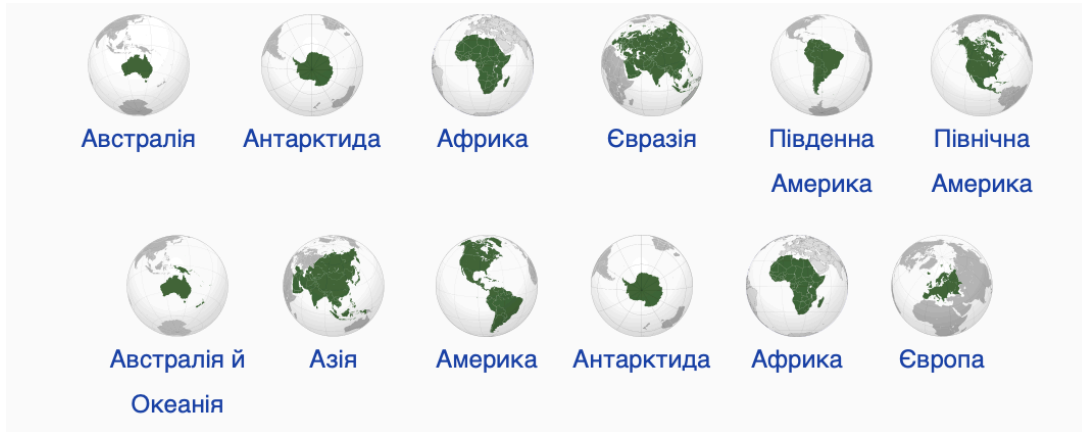 Австралія Антарктида Африка Євразія Південна Америка Північна Америка
Австралія й Океанія Азія Америка Антарктида Африка Європа